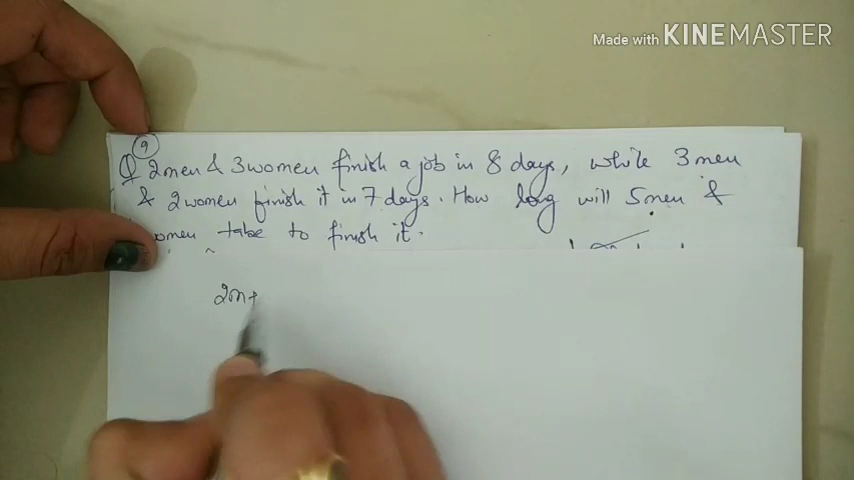 Made with KINEMASTER
9
Q 2men & 3women finish a job in 8 days, while 3men
& 2women finish it in 7 days. How long will 5men &
women take to finish it.
2m+